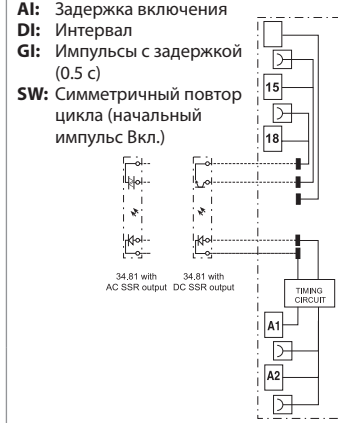 AI: Задержка включения
DI: Интервал
GI: Импульсы с задержкой
(0.5 с)
SW: Симметричный повтор
цикла (начальный
импульс Вкл.)
15
18
34.81 with
AC SSR output
34.81 with
DC SSR output
TIMING
CIRCUIT
A1
A2